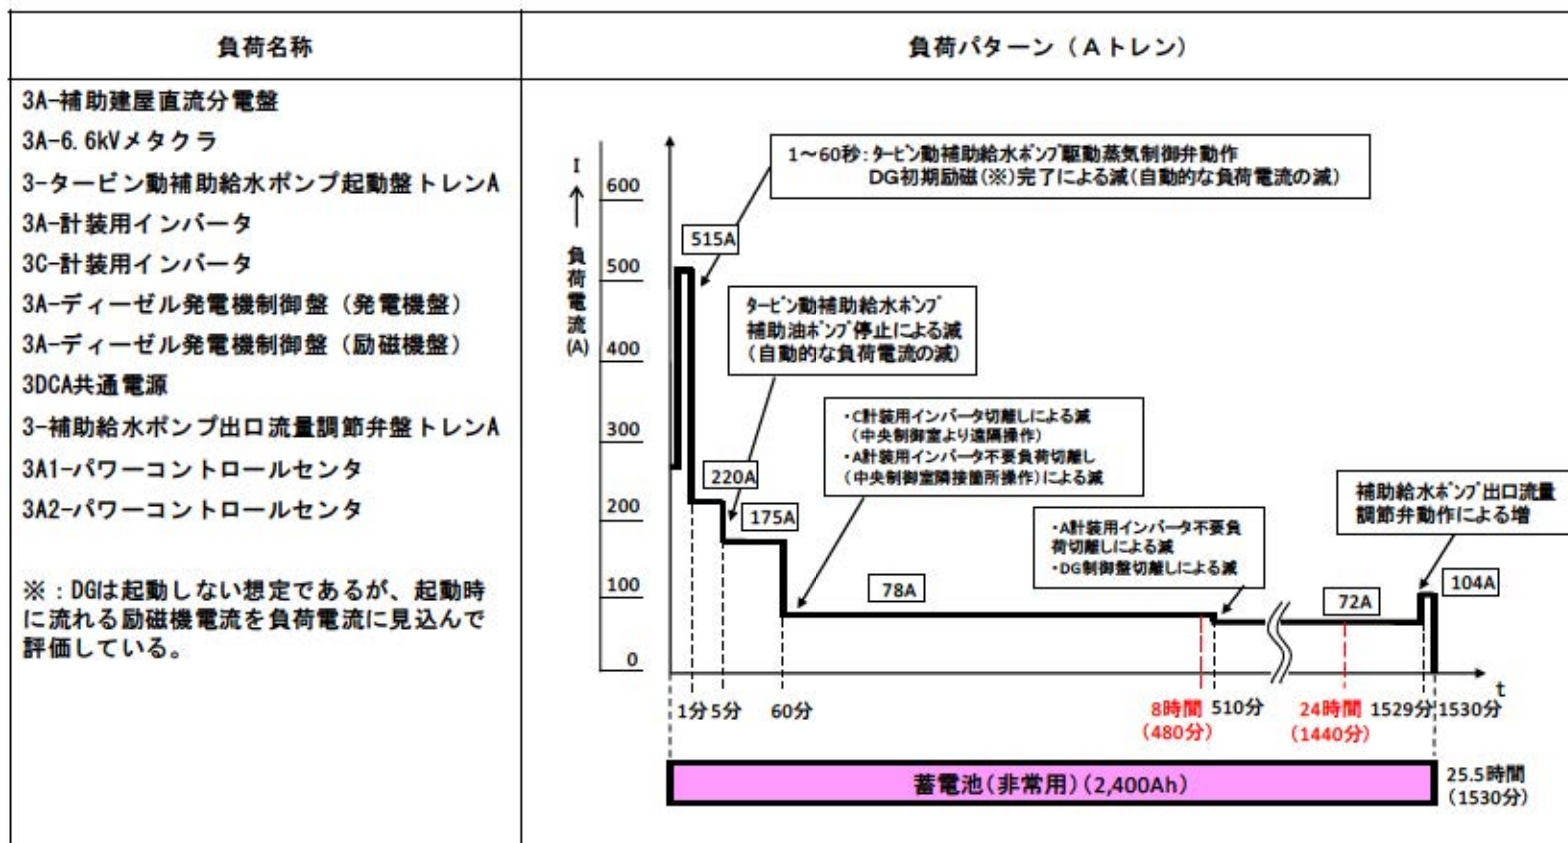 負荷名称
負荷パターン(Aトレン)
3A-補助建屋直流分電盤
3A-6.6kVメタクラ
3-タービン動補助給水ポンプ起動盤トレンA
3A-計装用インバータ
3C-計装用インバータ
3A-ディーゼル発電機制御盤(発電機盤)
3A-ディーゼル発電機制御盤(励磁機盤)
3DCA共通電源
3-補助給水ポンプ出口流量調節弁盤トレンA
3A1-パワーコントロールセンタ
3A2-パワーコントロールセンタ
※:DGは起動しない想定であるが、起動時
に流れる励磁機電流を負荷電流に見込んで
評価している。
I
↑
負荷電流
(A)
600
500
400
300
200
100
0
1~60秒:タービン動補助給水ポンプ駆動蒸気制御弁動作
DG初期励磁(※)完了による減(自動的な負荷電流の減)
515A
タービン動補助給水ポンプ
補助油ポンプ停止による減
(自動的な負荷電流の減)
220A
175A
・C計装用インバータ切離しによる減
(中央制御室より遠隔操作)
・A計装用インバータ不要負荷切離し
(中央制御室隣接箇所操作)による減
78A
・A計装用インバータ不要負
荷切離しによる減
・DG制御盤切離しによる減
72A
補助給水ポンプ出口流量
調節弁動作による増
104A
t
1分
5分
60分
8時間
(480分)
510分
24時間
(1440分)
1529分
1530分
蓄電池(非常用)(2,400Ah)
25.5時間
(1530分)